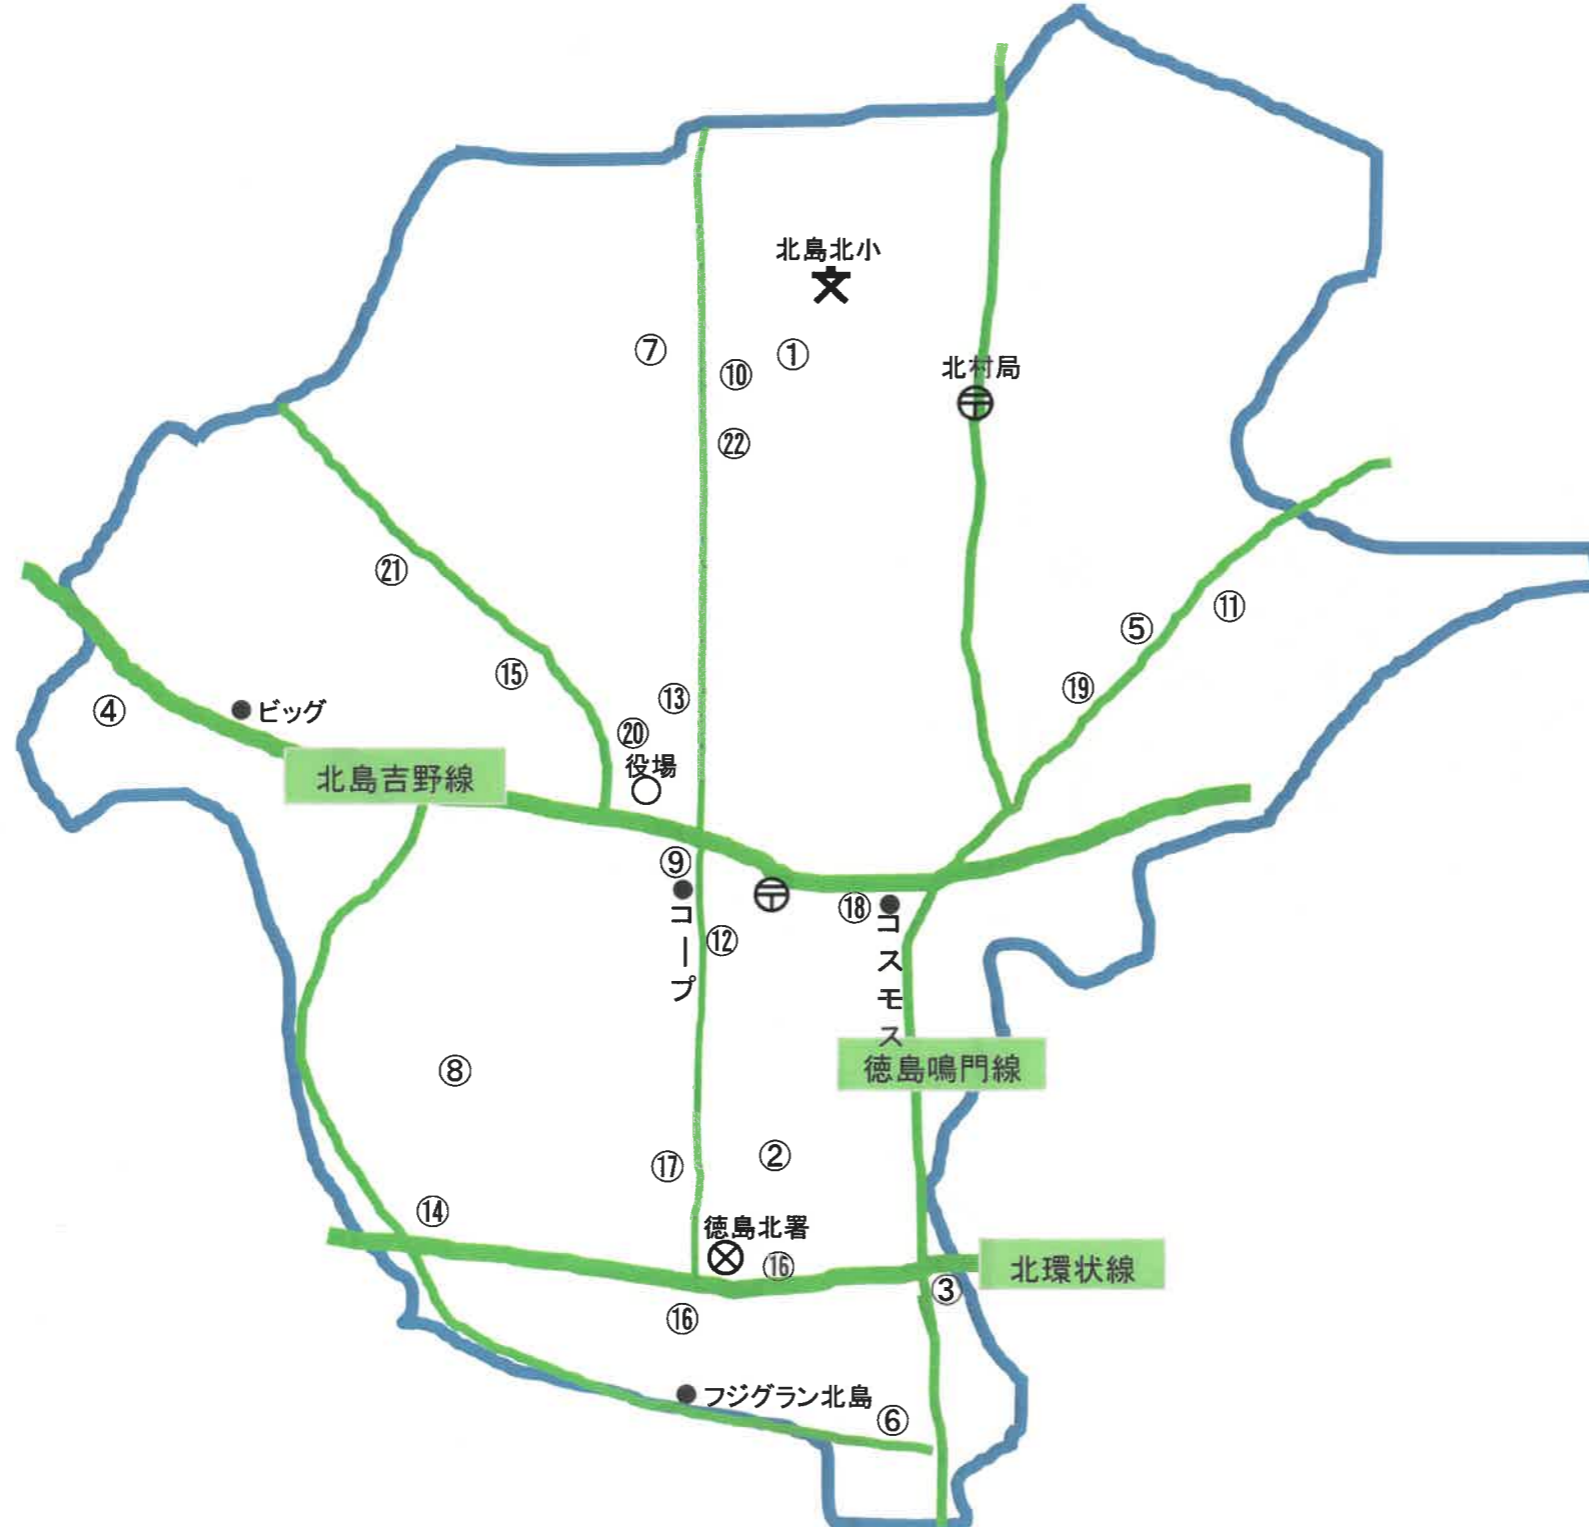 北島北小
⑦
①
⑩
北村局
㉒
㉑
⑪
⑤
⑮
⑲
⑬
④
ビッグ
⑳
役場
北島吉野線
⑨
⑱
コープ
コスモス
⑫
徳島鳴門線
⑧
②
⑰
⑭
徳島北署
⑯
北環状線
③
⑯
フジグラン北島
⑥